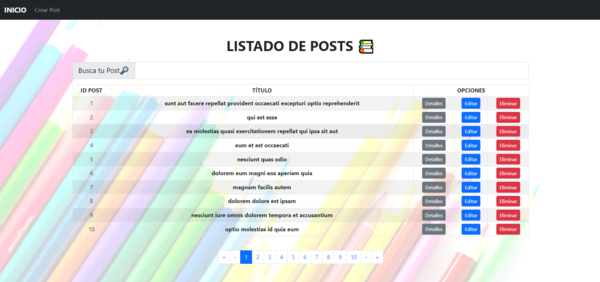 INICIO Crear Post
LISTADO DE POSTS
Busca tu Post
ID POST TÍTULO OPCIONES
1 sunt aut facere repellat provident occaecati excepturi optio reprehenderit Detalles Editar Eliminar
2 qui est esse Detalles Editar Eliminar
3 ea molestias quasi exercitationem repellat qui ipsa sit aut Detalles Editar Eliminar
4 eum et est occaecati Detalles Editar Eliminar
5 nesciunt quas odio Detalles Editar Eliminar
6 dolorem eum magni eos aperiam quia Detalles Editar Eliminar
7 magnam facilis autem Detalles Editar Eliminar
8 dolorem dolore est ipsam Detalles Editar Eliminar
9 nesciunt iure omnis dolorem tempora et accusantium Detalles Editar Eliminar
10 optio molestias id quia eum Detalles Editar Eliminar
« ‹ 1 2 3 4 5 6 7 8 9 10 › »